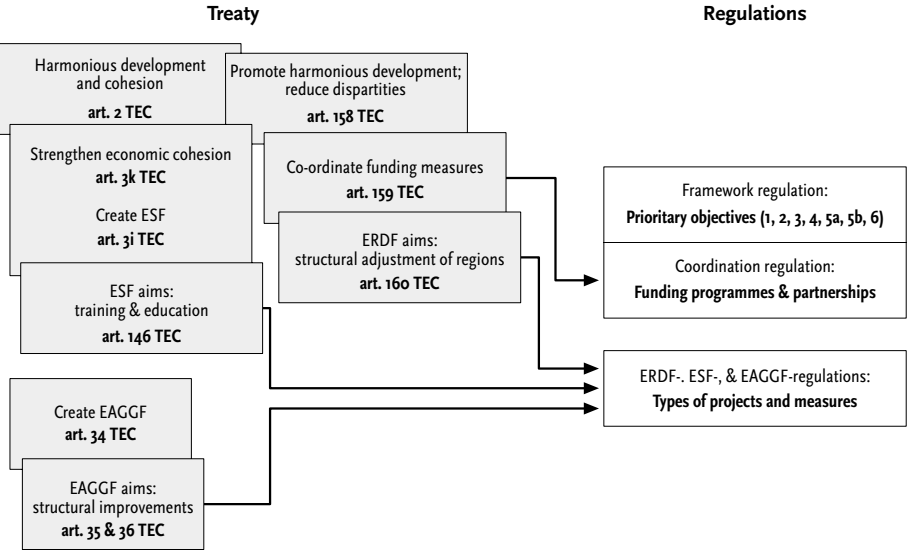 Treaty
Regulations
Harmonious development
and cohesion
art. 2 TEC
Promote harmonious development;
reduce dispartities
art. 158 TEC
Strengthen economic cohesion
art. 3k TEC
Create ESF
art. 3i TEC
Co-ordinate funding measures
art. 159 TEC
ERDF aims:
structural adjustment of regions
art. 160 TEC
ESF aims:
training & education
art. 146 TEC
Create EAGGF
art. 34 TEC
EAGGF aims:
structural improvements
art. 35 & 36 TEC
Framework regulation:
Prioritary objectives (1, 2, 3, 4, 5a, 5b, 6)
Coordination regulation:
Funding programmes & partnerships
ERDF-. ESF-, & EAGGF-regulations:
Types of projects and measures